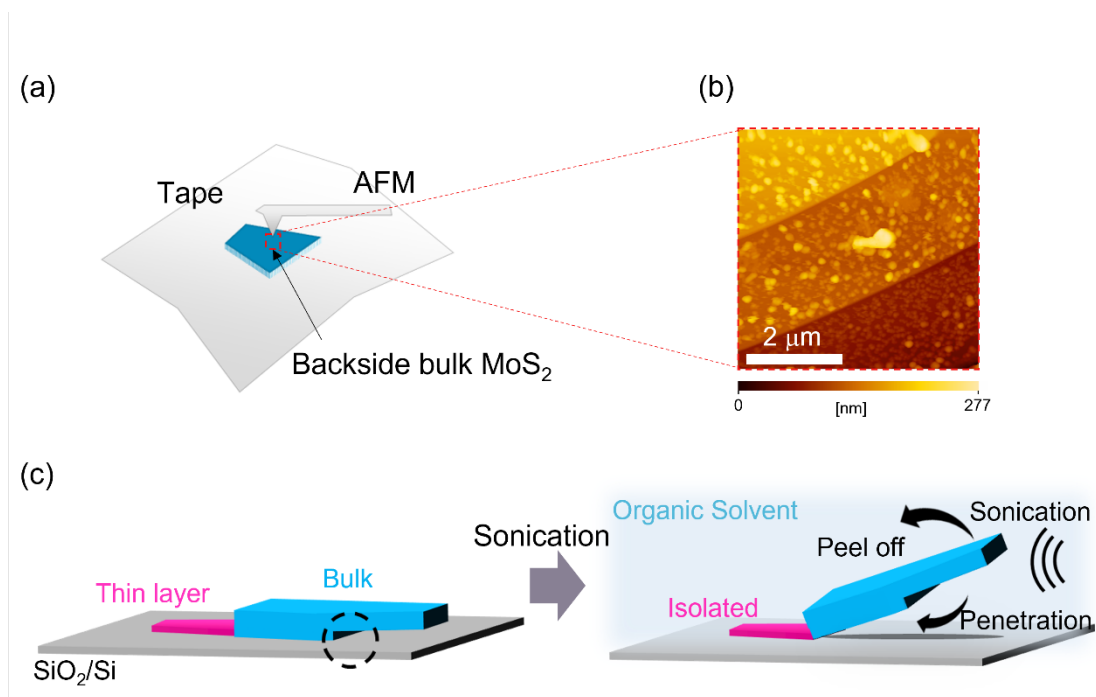 (a)
(b)
Tape
AFM
Backside bulk MoS₂
2 μm
0
[nm]
277
(c)
Thin layer
Bulk
SiO₂/Si
Sonication
Organic Solvent
Peel off
Sonication
Isolated
Penetration